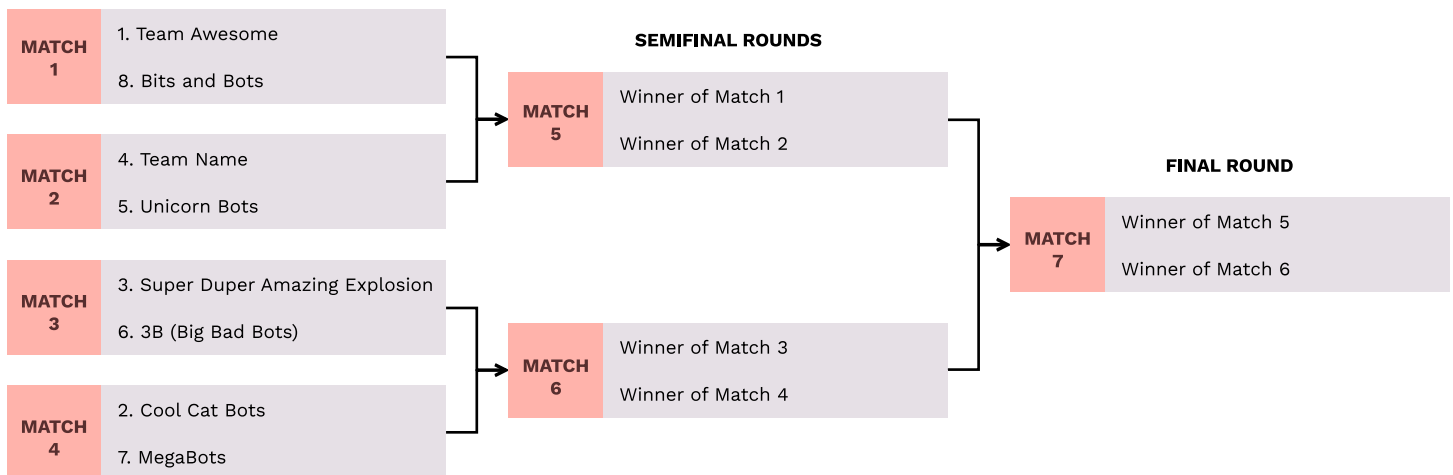 MATCH
1
1. Team Awesome
8. Bits and Bots
MATCH
2
4. Team Name
5. Unicorn Bots
MATCH
3
3. Super Duper Amazing Explosion
6. 3B (Big Bad Bots)
MATCH
4
2. Cool Cat Bots
7. MegaBots
SEMIFINAL ROUNDS
MATCH
5
Winner of Match 1
Winner of Match 2
MATCH
6
Winner of Match 3
Winner of Match 4
FINAL ROUND
MATCH
7
Winner of Match 5
Winner of Match 6